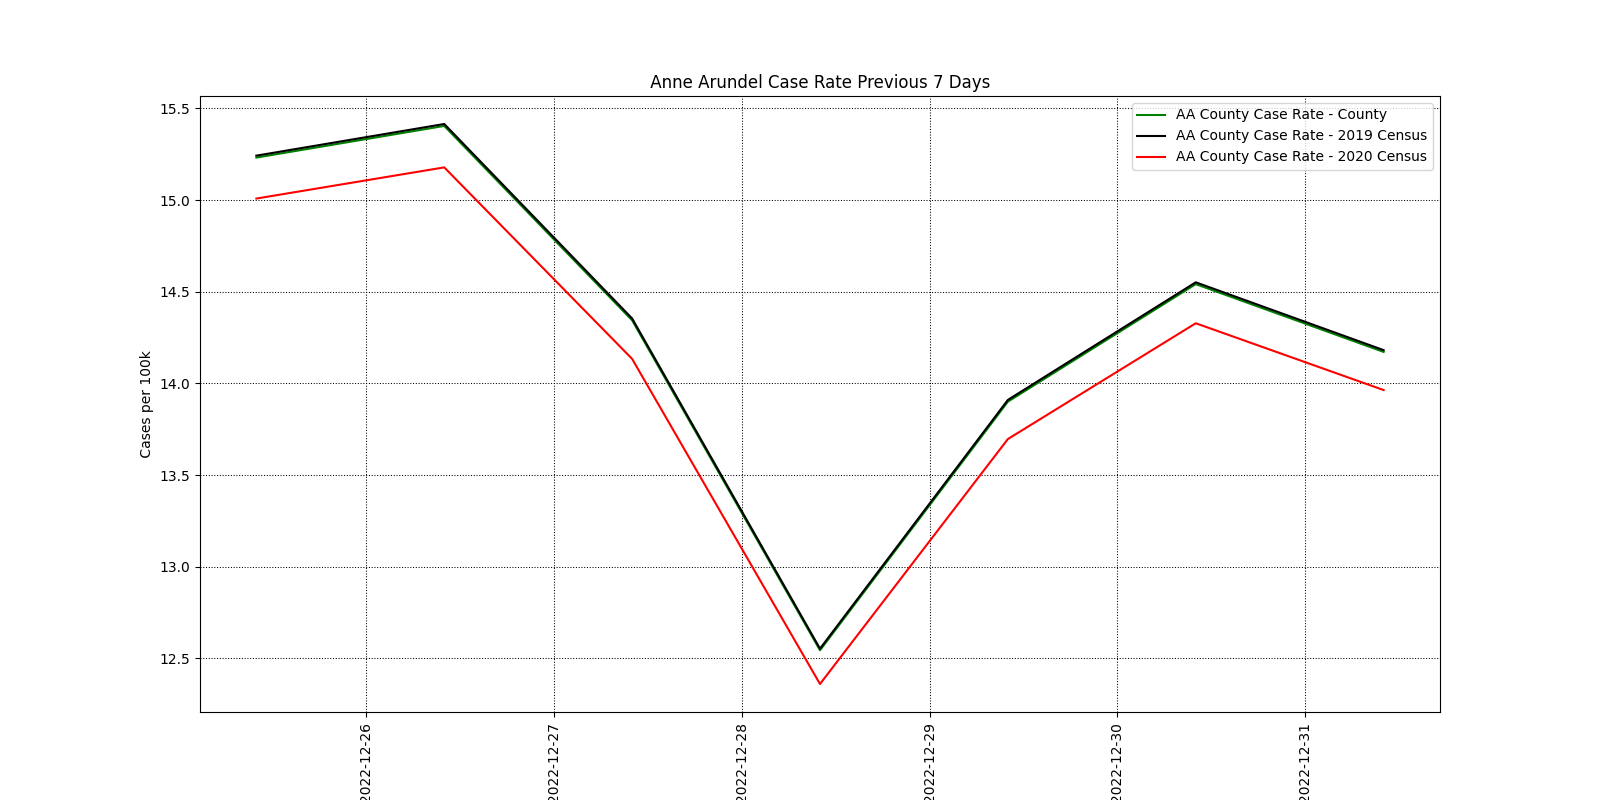 Anne Arundel Case Rate Previous 7 Days
AA County Case Rate - County
AA County Case Rate - 2019 Census
AA County Case Rate - 2020 Census
15.5
15.0
14.5
14.0
13.5
13.0
12.5
Cases per 100k
2022-12-26
2022-12-27
2022-12-28
2022-12-29
2022-12-30
2022-12-31